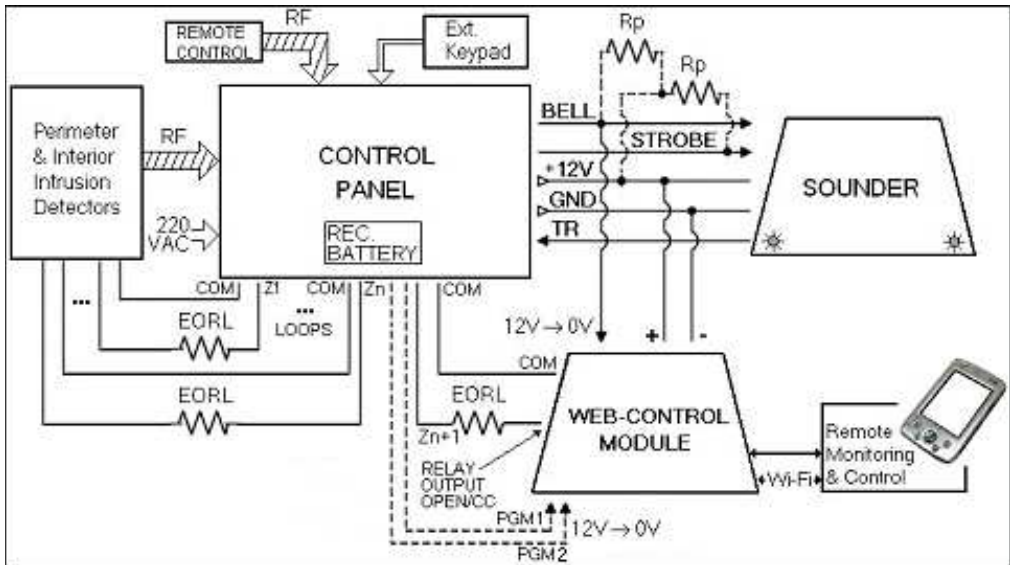 RF
REMOTE
CONTROL
Ext.
Keypad
Rp
Rp
Perimeter
& Interior
Intrusion
Detectors
RF
220
VAC
CONTROL
PANEL
REC.
BATTERY
BELL
STROBE
+12V
GND
TR
SOUNDER
COM
Z1
COM
Zn
COM
...
...
LOOPS
EORL
EORL
EORL
12V → 0V
+
-
COM
Zn+1
WEB-CONTROL
MODULE
RELAY
OUTPUT
OPEN/CC
Wi-Fi
Remote
Monitoring
& Control
PGM1
PGM2
12V → 0V